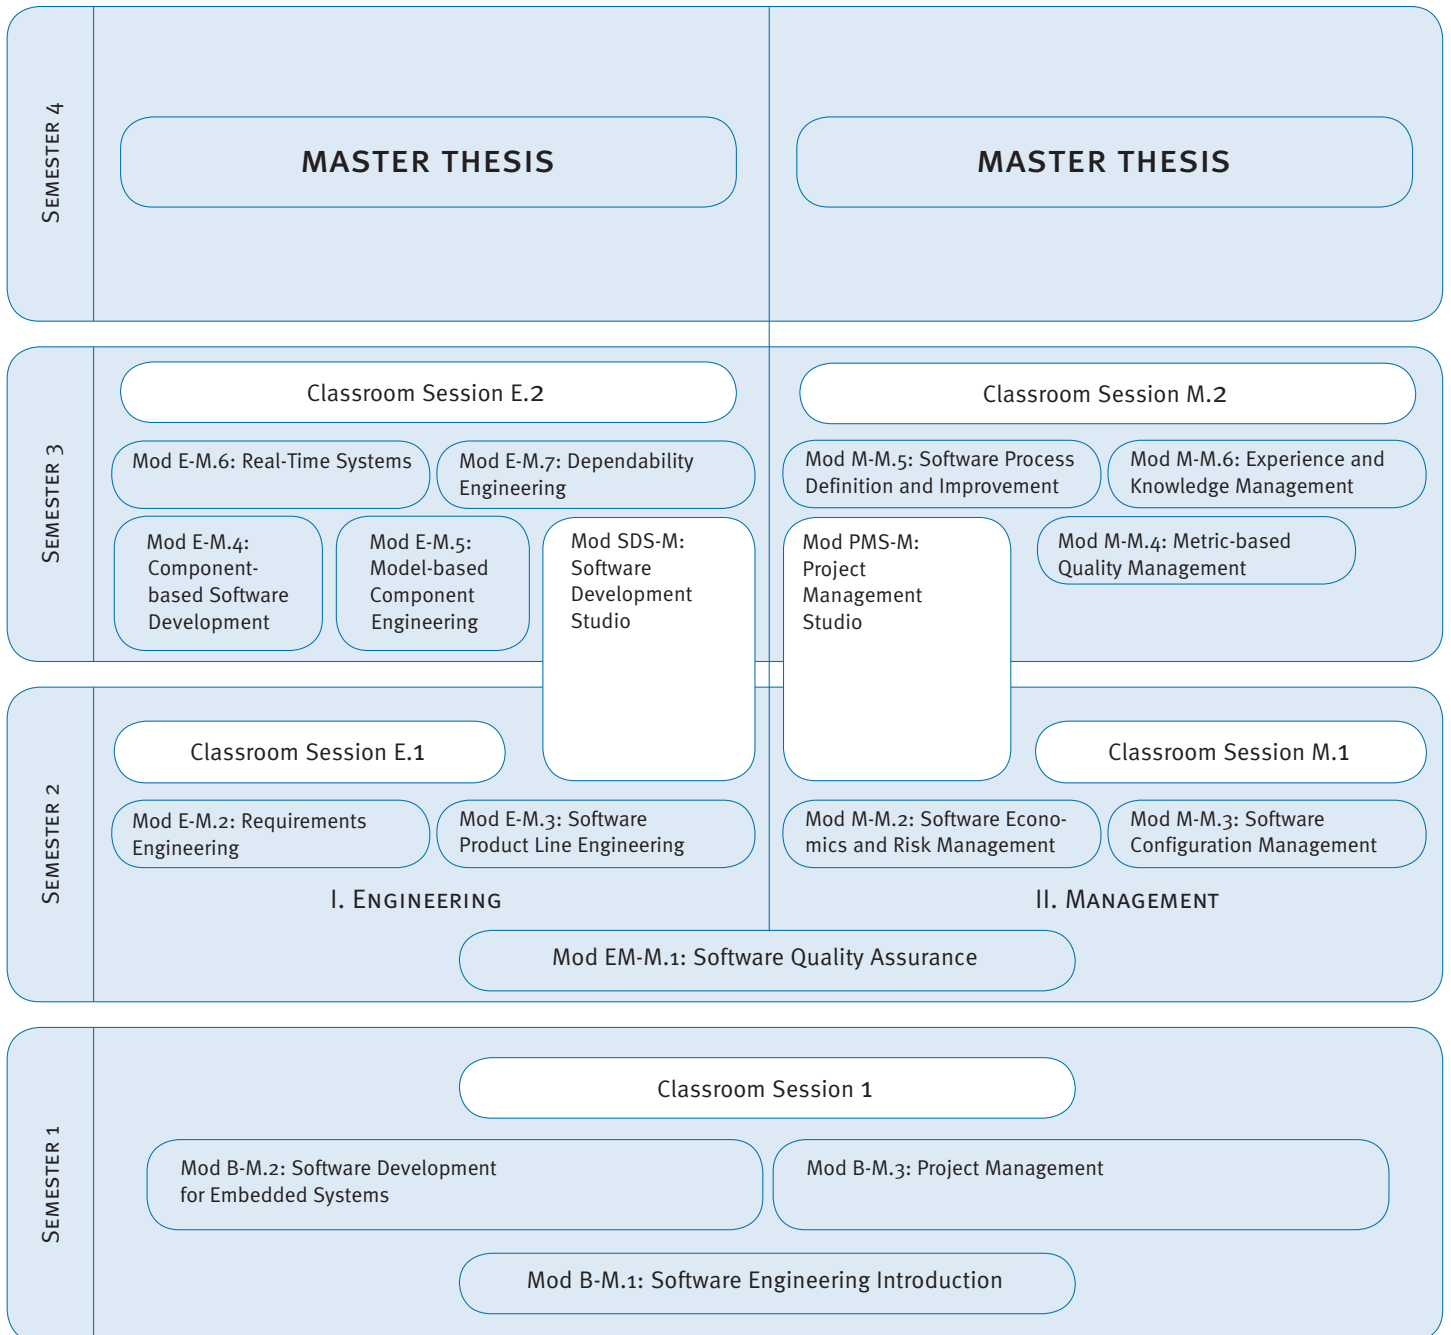 SEMESTER 4
MASTER THESIS
MASTER THESIS
SEMESTER 3
Classroom Session E.2
Classroom Session M.2
Mod E-M.6: Real-Time Systems
Mod E-M.7: Dependability
Engineering
Mod M-M.5: Software Process
Definition and Improvement
Mod M-M.6: Experience and
Knowledge Management
Mod E-M.4:
Component-
based Software
Development
Mod E-M.5:
Model-based
Component
Engineering
Mod SDS-M:
Software
Development
Studio
Mod PMS-M:
Project
Management
Studio
Mod M-M.4: Metric-based
Quality Management
SEMESTER 2
Classroom Session E.1
Classroom Session M.1
Mod E-M.2: Requirements
Engineering
Mod E-M.3: Software
Product Line Engineering
Mod M-M.2: Software Econo-
mics and Risk Management
Mod M-M.3: Software
Configuration Management
I. ENGINEERING
II. MANAGEMENT
Mod EM-M.1: Software Quality Assurance
SEMESTER 1
Classroom Session 1
Mod B-M.2: Software Development
for Embedded Systems
Mod B-M.3: Project Management
Mod B-M.1: Software Engineering Introduction